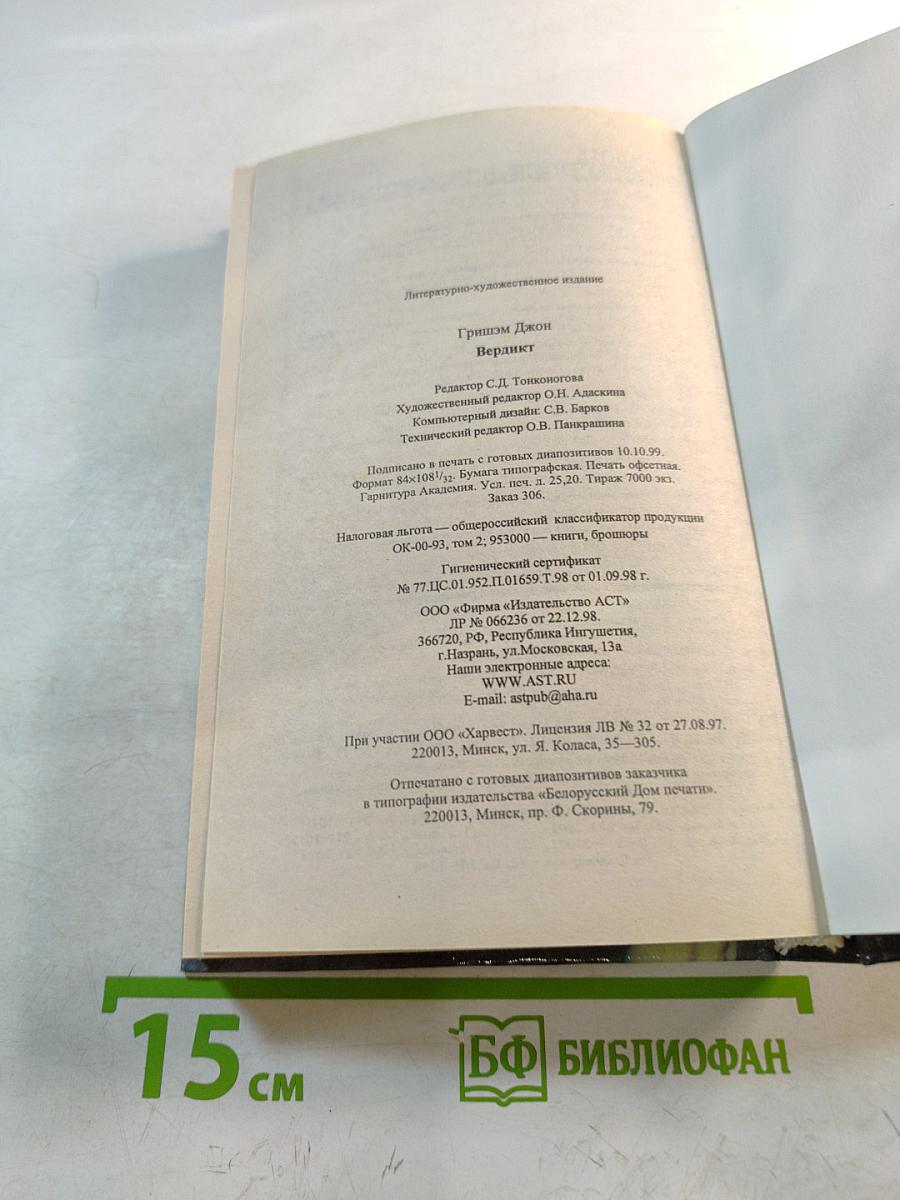 Литературно-художественное издание
Гришэм Джон
Вердикт
Редактор С.Д. Тонконогова
Художественный редактор О.Н. Адаскина
Компьютерный дизайн: С.В. Барков
Технический редактор О.В. Панкрашина
Подписано в печать с готовых диапозитивов 10.10.99.
Формат 84×108¹/₃₂. Бумага типографская. Печать офсетная.
Гарнитура Академия. Усл. печ. л. 25,20. Тираж 7000 экз.
Заказ 306.
Налоговая льгота — общероссийский классификатор продукции
ОК-00-93, том 2; 953000 — книги, брошюры
Гигиенический сертификат
№ 77.ЦС.01.952.П.01659.Т.98 от 01.09.98 г.
ООО «Фирма «Издательство АСТ»
ЛР № 066236 от 22.12.98.
366720, РФ, Республика Ингушетия,
г.Назрань, ул.Московская, 13а
Наши электронные адреса:
WWW.AST.RU
E-mail: astpub@aha.ru
При участии ООО «Харвест». Лицензия ЛВ № 32 от 27.08.97.
220013, Минск, ул. Я. Коласа, 35—305.
Отпечатано с готовых диапозитивов заказчика
в типографии издательства «Белорусский Дом печати».
220013, Минск, пр. Ф. Скорины, 79.
15 см
БФ БИБЛИОФАН